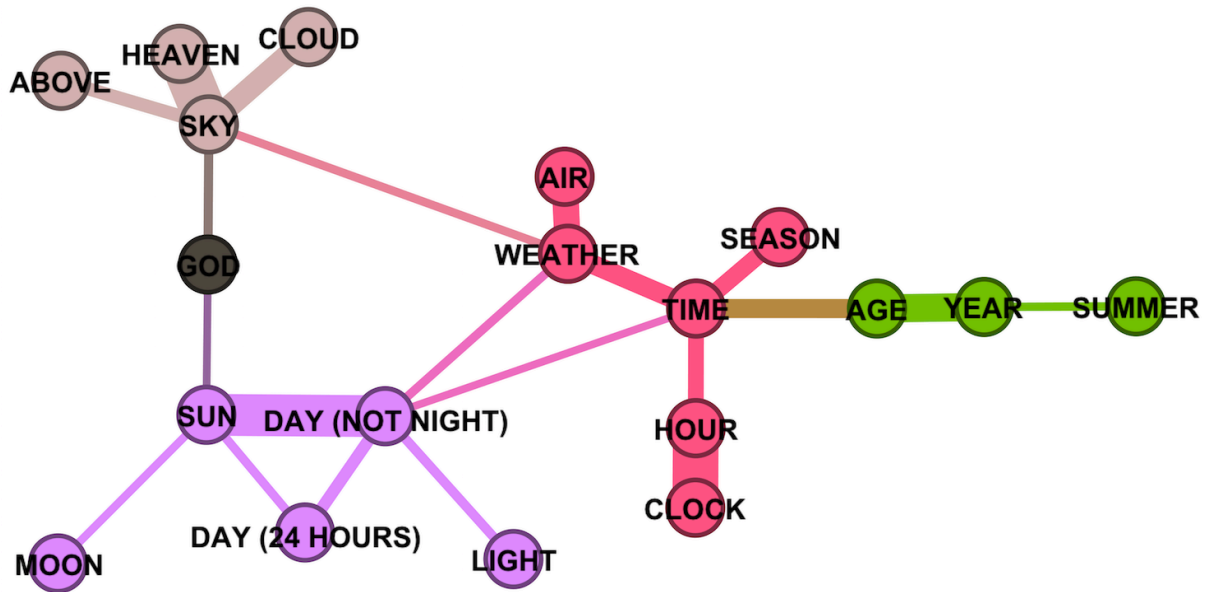 CLOUD
HEAVEN
ABOVE
SKY
AIR
SEASON
WEATHER
GOD
TIME
AGE
YEAR
SUMMER
SUN
DAY (NOT NIGHT)
HOUR
CLOCK
DAY (24 HOURS)
MOON
LIGHT